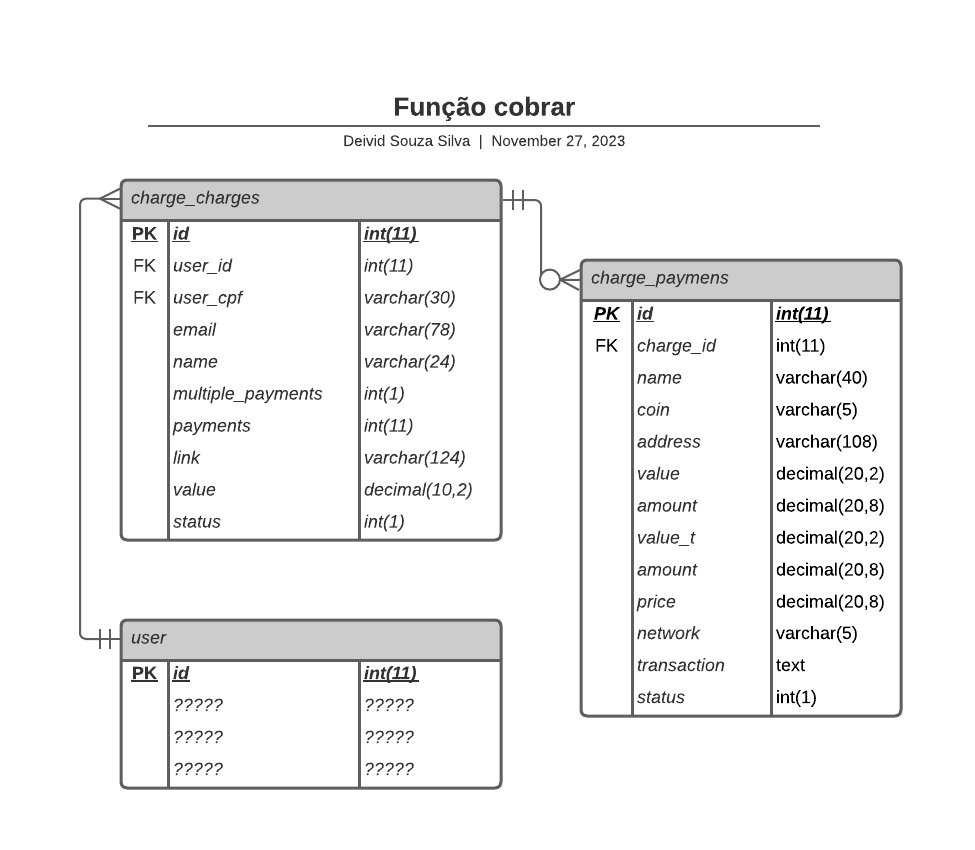 Função cobrar
Deivid Souza Silva | November 27, 2023
charge_charges
PK id int(11)
FK user_id int(11)
FK user_cpf varchar(30)
email varchar(78)
name varchar(24)
multiple_payments int(1)
payments int(11)
link varchar(124)
value decimal(10,2)
status int(1)
charge_paymens
PK id int(11)
FK charge_id int(11)
name varchar(40)
coin varchar(5)
address varchar(108)
value decimal(20,2)
amount decimal(20,8)
value_t decimal(20,2)
amount decimal(20,8)
price decimal(20,8)
network varchar(5)
transaction text
status int(1)
user
PK id int(11)
????? ?????
????? ?????
????? ?????